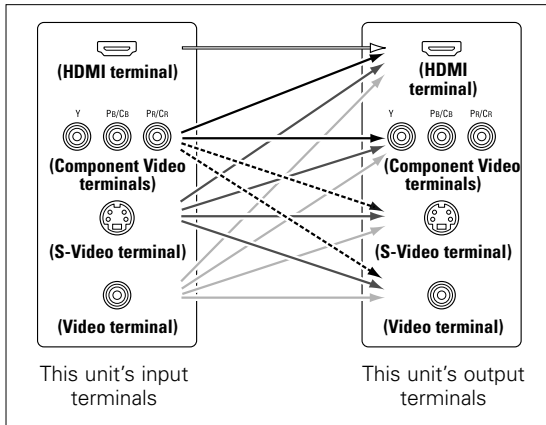 (HDMI terminal)
Y PB/CB PR/CR
(Component Video
terminals)
(S-Video terminal)
(Video terminal)
This unit's input
terminals
(HDMI
terminal)
Y PB/CB PR/CR
(Component Video
terminals)
(S-Video terminal)
(Video terminal)
This unit's output
terminals